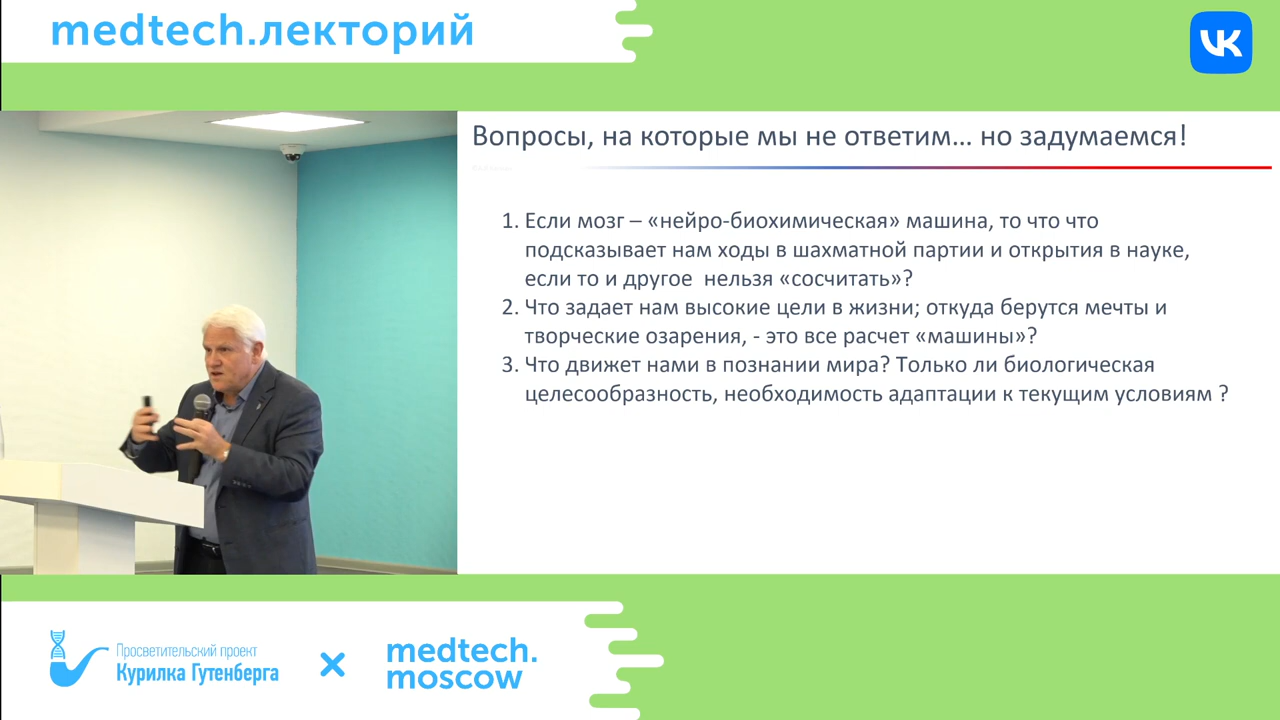 medtech.лекторий
VK
Вопросы, на которые мы не ответим... но задумаемся!
1. Если мозг – «нейро-биохимическая» машина, то что что
подсказывает нам ходы в шахматной партии и открытия в науке,
если то и другое нельзя «сосчитать»?
2. Что задает нам высокие цели в жизни; откуда берутся мечты и
творческие озарения, - это все расчет «машины»?
3. Что движет нами в познании мира? Только ли биологическая
целесообразность, необходимость адаптации к текущим условиям ?
Просветительский проект
Курилка Гутенберга
×
medtech.
moscow